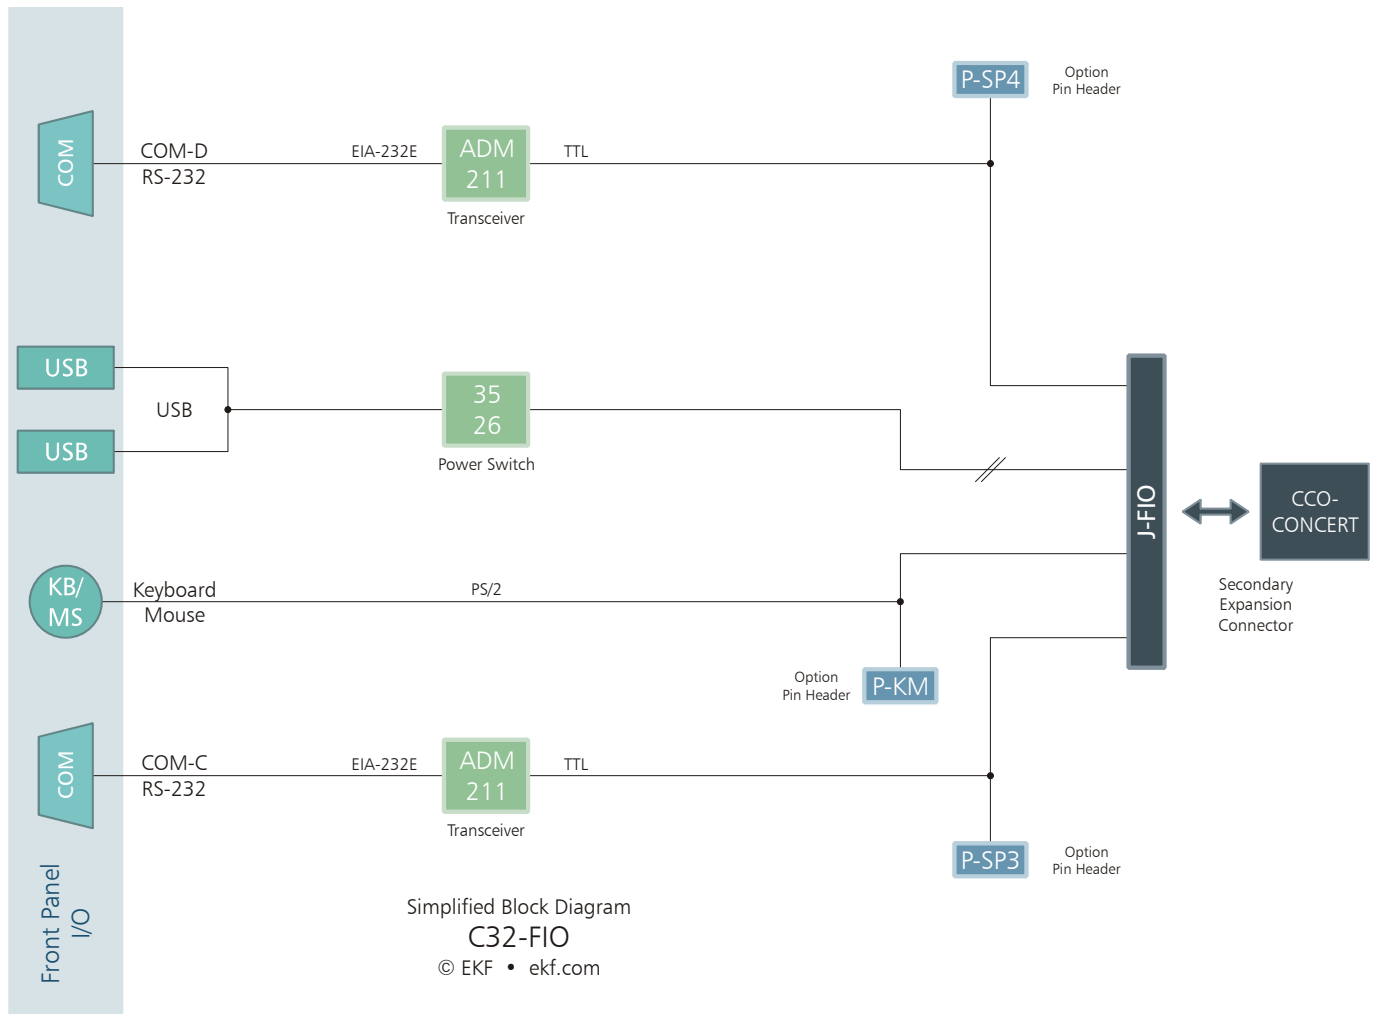 P-SP4
Option
Pin Header
COM
COM-D
RS-232
EIA-232E
ADM
211
Transceiver
TTL
USB
USB
USB
35
26
Power Switch
J-FIO
CCO-
CONCERT
Secondary
Expansion
Connector
KB/
MS
Keyboard
Mouse
PS/2
Option
Pin Header
P-KM
COM
COM-C
RS-232
EIA-232E
ADM
211
Transceiver
TTL
P-SP3
Option
Pin Header
Front Panel
I/O
Simplified Block Diagram
C32-FIO
© EKF • ekf.com